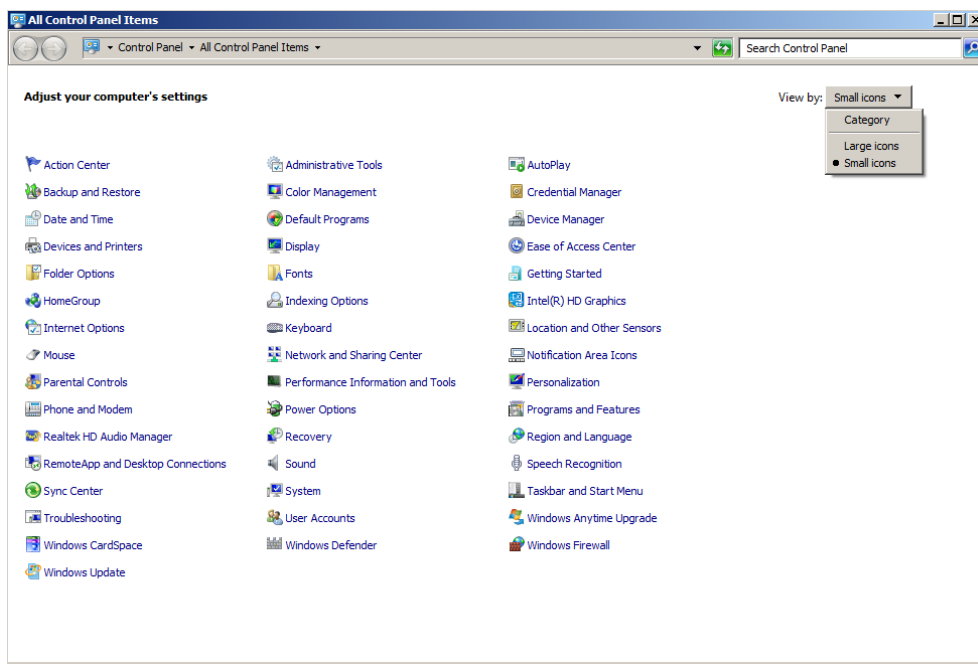 All Control Panel Items
Control Panel All Control Panel Items Search Control Panel
Adjust your computer's settings View by: Small icons
Category
Large icons
Small icons
Action Center Administrative Tools AutoPlay
Backup and Restore Color Management Credential Manager
Date and Time Default Programs Device Manager
Devices and Printers Display Ease of Access Center
Folder Options Fonts Getting Started
HomeGroup Indexing Options Intel(R) HD Graphics
Internet Options Keyboard Location and Other Sensors
Mouse Network and Sharing Center Notification Area Icons
Parental Controls Performance Information and Tools Personalization
Phone and Modem Power Options Programs and Features
Realtek HD Audio Manager Recovery Region and Language
RemoteApp and Desktop Connections Sound Speech Recognition
Sync Center System Taskbar and Start Menu
Troubleshooting User Accounts Windows Anytime Upgrade
Windows CardSpace Windows Defender Windows Firewall
Windows Update